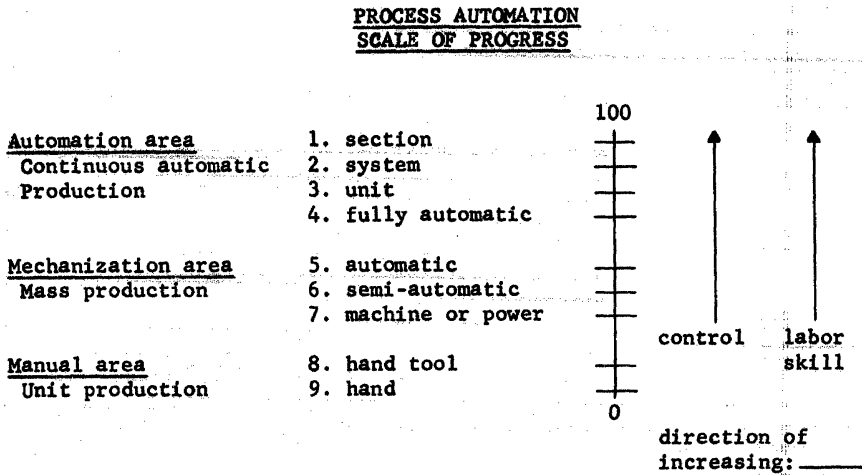 PROCESS AUTOMATION
SCALE OF PROGRESS
100
Automation area 1. section
Continuous automatic 2. system
Production 3. unit
4. fully automatic
Mechanization area 5. automatic
Mass production 6. semi-automatic
7. machine or power
control labor
skill
Manual area 8. hand tool
Unit production 9. hand
0
direction of
increasing: